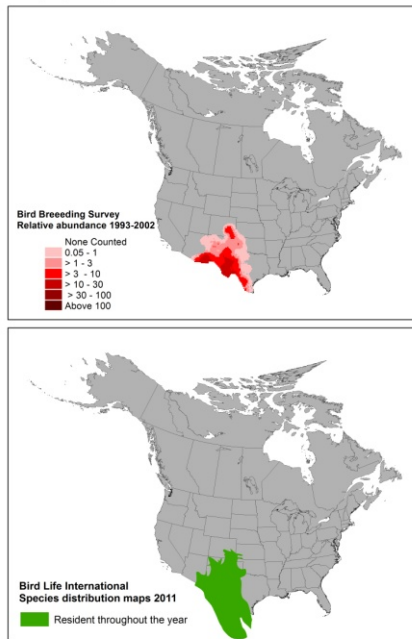 Bird Breeding Survey
Relative abundance 1993-2002
None Counted
0.05 - 1
> 1 - 3
> 3 - 10
> 10 - 30
> 30 - 100
Above 100
Bird Life International
Species distribution maps 2011
Resident throughout the year